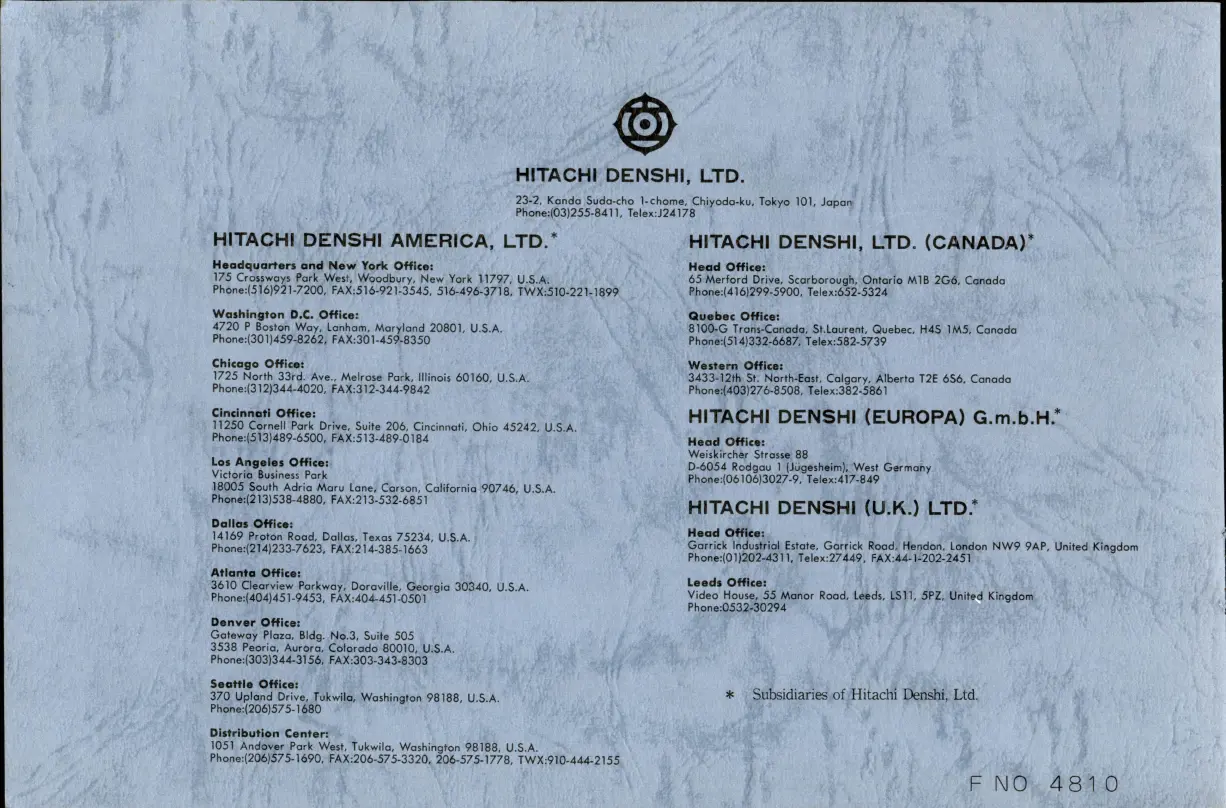 HITACHI DENSHI, LTD.
23-2, Kanda Suda-cho 1-chome, Chiyoda-ku, Tokyo 101, Japan
Phone:(03)255-8411, Telex:J24178
HITACHI DENSHI AMERICA, LTD.*
Headquarters and New York Office:
175 Crossways Park West, Woodbury, New York 11797, U.S.A.
Phone:(516)921-7200, FAX:516-921-3545, 516-496-3718, TWX:510-221-1899
Washington D.C. Office:
4720 P Boston Way, Lanham, Maryland 20801, U.S.A.
Phone:(301)459-8262, FAX:301-459-8350
Chicago Office:
1725 North 33rd. Ave., Melrose Park, Illinois 60160, U.S.A.
Phone:(312)344-4020, FAX:312-344-9842
Cincinnati Office:
11250 Cornell Park Drive, Suite 206, Cincinnati, Ohio 45242, U.S.A.
Phone:(513)489-6500, FAX:513-489-0184
Los Angeles Office:
Victoria Business Park
18005 South Adria Maru Lane, Carson, California 90746, U.S.A.
Phone:(213)538-4880, FAX:213-532-6851
Dallas Office:
14169 Proton Road, Dallas, Texas 75234, U.S.A.
Phone:(214)233-7623, FAX:214-385-1663
Atlanta Office:
3610 Clearview Parkway, Doraville, Georgia 30340, U.S.A.
Phone:(404)451-9453, FAX:404-451-0501
Denver Office:
Gateway Plaza, Bldg. No.3, Suite 505
3538 Peoria, Aurora, Colorado 80010, U.S.A.
Phone:(303)344-3156, FAX:303-343-8303
Seattle Office:
370 Upland Drive, Tukwila, Washington 98188, U.S.A.
Phone:(206)575-1680
Distribution Center:
1051 Andover Park West, Tukwila, Washington 98188, U.S.A.
Phone:(206)575-1690, FAX:206-575-3320, 206-575-1778, TWX:910-444-2155
HITACHI DENSHI, LTD. (CANADA)*
Head Office:
65 Merford Drive, Scarborough, Ontario M1B 2G6, Canada
Phone:(416)299-5900, Telex:652-5324
Quebec Office:
8100-G Trans-Canada, St.Laurent, Quebec, H4S 1M5, Canada
Phone:(514)332-6687, Telex:582-5739
Western Office:
3433-12th St. North-East, Calgary, Alberta T2E 6S6, Canada
Phone:(403)276-8508, Telex:382-5861
HITACHI DENSHI (EUROPA) G.m.b.H.*
Head Office:
Weiskircher Strasse 88
D-6054 Rodgau 1 (Jügesheim), West Germany
Phone:(06106)3027-9, Telex:417-849
HITACHI DENSHI (U.K.) LTD.*
Head Office:
Garrick Industrial Estate, Garrick Road, Hendon, London NW9 9AP, United Kingdom
Phone:(01)202-4311, Telex:27449, FAX:44-1-202-2451
Leeds Office:
Video House, 55 Manor Road, Leeds, LS11, 5PZ, United Kingdom
Phone:0532-30294
* Subsidiaries of Hitachi Denshi, Ltd.
F NO 4810